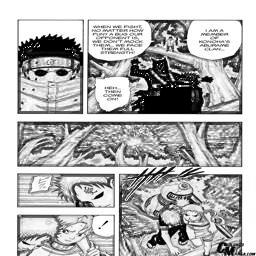 I AM A
MEMBER
OF
KONOHA'S
ABURAME
CLAN...
WHEN WE FIGHT,
NO MATTER HOW
PUNY A BUG OUR
OPPONENT IS,
WE DON'T MOCK
THEM... WE FACE
THEM FULL
STRENGTH!
HEH...
THEN
COME
ON!